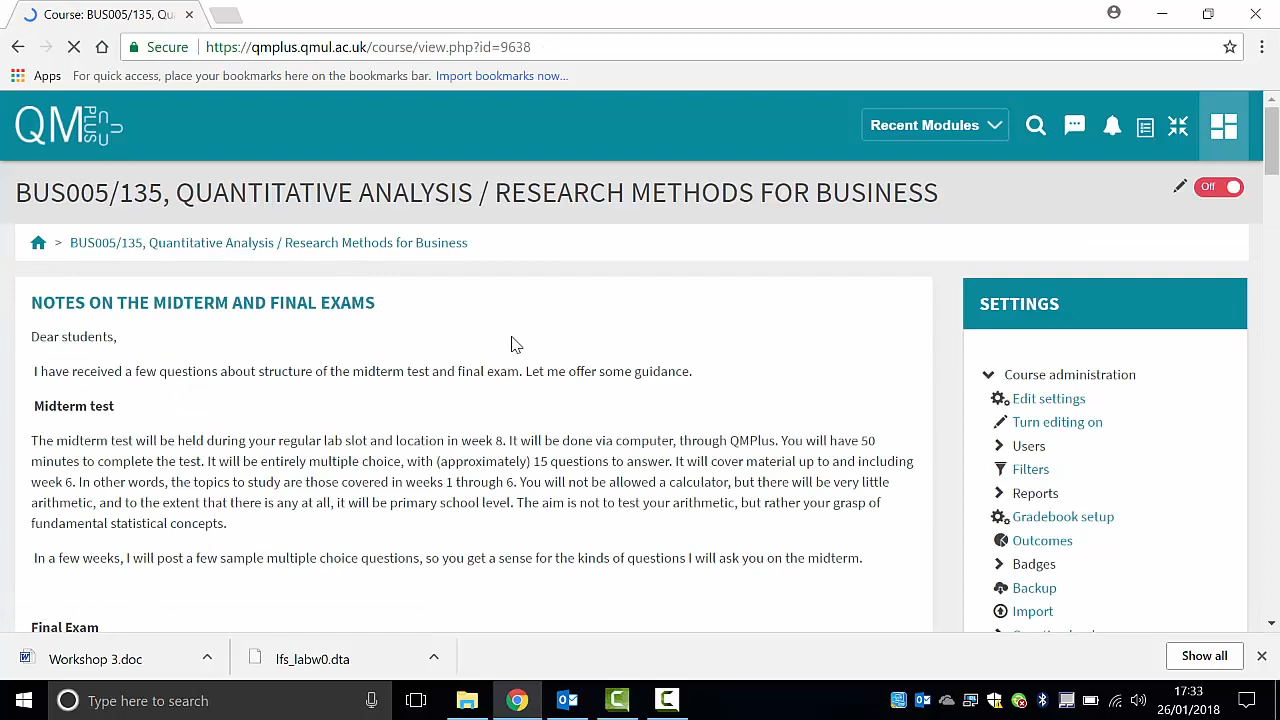 Course: BUS005/135, Qu
Secure
https://qmplus.qmul.ac.uk/course/view.php?id=9638
Apps
For quick access, place your bookmarks here on the bookmarks bar. Import bookmarks now...
QM PLUS
Recent Modules
BUS005/135, QUANTITATIVE ANALYSIS / RESEARCH METHODS FOR BUSINESS
Off
> BUS005/135, Quantitative Analysis / Research Methods for Business
NOTES ON THE MIDTERM AND FINAL EXAMS
Dear students,
I have received a few questions about structure of the midterm test and final exam. Let me offer some guidance.
Midterm test
The midterm test will be held during your regular lab slot and location in week 8. It will be done via computer, through QMPlus. You will have 50
minutes to complete the test. It will be entirely multiple choice, with (approximately) 15 questions to answer. It will cover material up to and including
week 6. In other words, the topics to study are those covered in weeks 1 through 6. You will not be allowed a calculator, but there will be very little
arithmetic, and to the extent that there is any at all, it will be primary school level. The aim is not to test your arithmetic, but rather your grasp of
fundamental statistical concepts.
In a few weeks, I will post a few sample multiple choice questions, so you get a sense for the kinds of questions I will ask you on the midterm.
Final Exam
SETTINGS
Course administration
Edit settings
Turn editing on
Users
Filters
Reports
Gradebook setup
Outcomes
Badges
Backup
Import
Workshop 3.doc
lfs_labw0.dta
Show all
Type here to search
17:33
26/01/2018